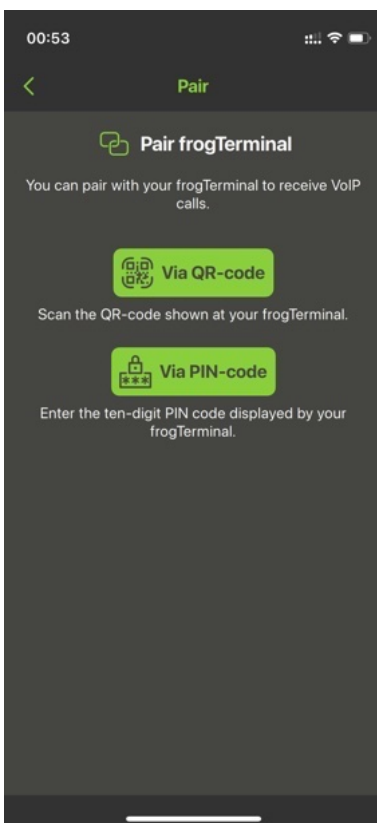 00:53
Pair
Pair frogTerminal
You can pair with your frogTerminal to receive VoIP
calls.
Via QR-code
Scan the QR-code shown at your frogTerminal.
***
Via PIN-code
Enter the ten-digit PIN code displayed by your
frogTerminal.